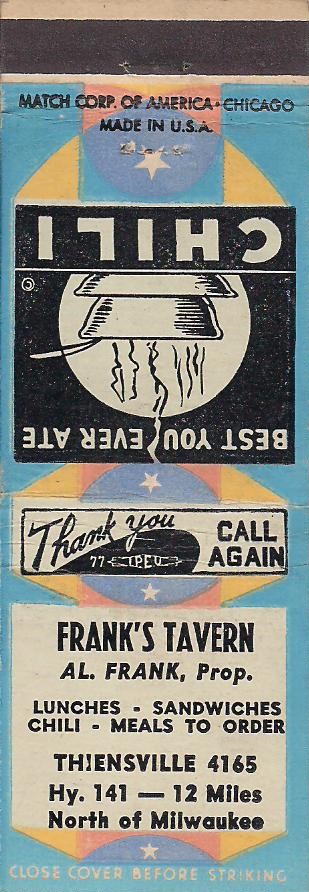 MATCH CORP. OF AMERICA · CHICAGO
MADE IN U.S.A.
CHILI
©
BEST YOU EVER ATE
Thank you
CALL
AGAIN
77-
FRANK'S TAVERN
AL. FRANK, Prop.
LUNCHES - SANDWICHES
CHILI - MEALS TO ORDER
THIENSVILLE 4165
Hy. 141 — 12 Miles
North of Milwaukee
CLOSE COVER BEFORE STRIKING